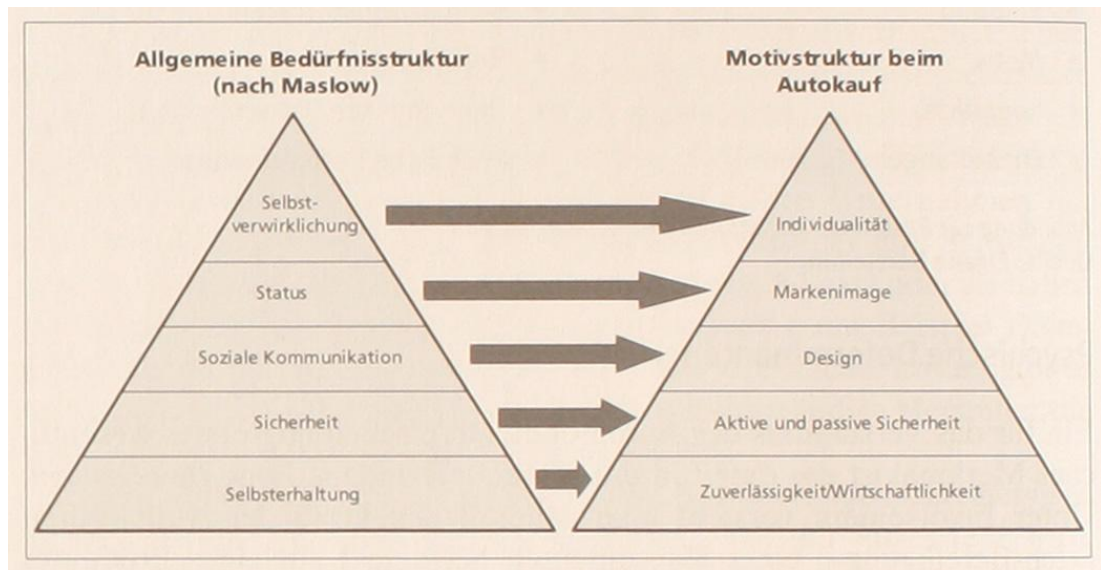 Allgemeine Bedürfnisstruktur
(nach Maslow)
Motivstruktur beim
Autokauf
Selbst-
verwirklichung
Individualität
Status
Markenimage
Soziale Kommunikation
Design
Sicherheit
Aktive und passive Sicherheit
Selbsterhaltung
Zuverlässigkeit/Wirtschaftlichkeit